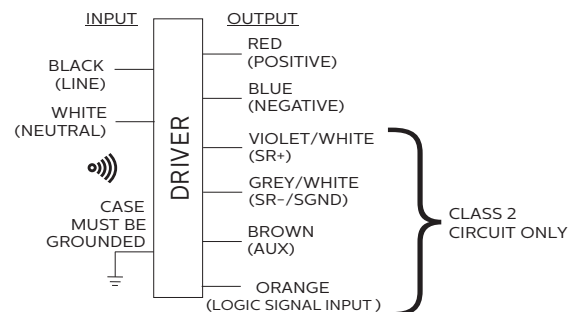 INPUT
OUTPUT
BLACK
(LINE)
WHITE
(NEUTRAL)
CASE
MUST BE
GROUNDED
DRIVER
RED
(POSITIVE)
BLUE
(NEGATIVE)
VIOLET/WHITE
(SR+)
GREY/WHITE
(SR-/SGND)
BROWN
(AUX)
ORANGE
(LOGIC SIGNAL INPUT )
CLASS 2
CIRCUIT ONLY